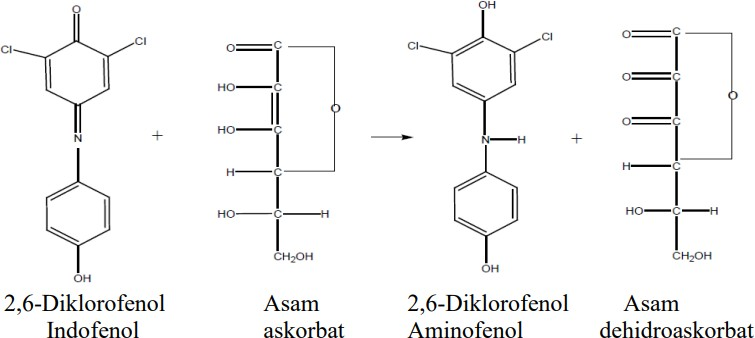 O
Cl
Cl
N
OH
+
O
C
HO
C
HO
C
O
H
C
HO
C
H
CH2OH
OH
Cl
Cl
N
H
OH
+
O
C
O
C
O
C
O
H
C
HO
C
H
CH2OH
2,6-Diklorofenol Asam 2,6-Diklorofenol Asam
Indofenol askorbat Aminofenol dehidroaskorbat